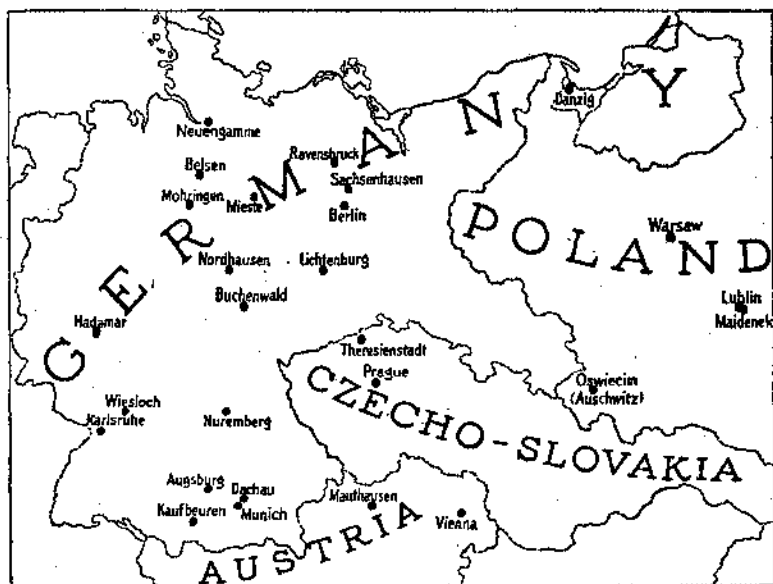 GERMANY
Danzig
Neuengamme
Belsen
Ravensbruck
Sachsenhausen
Mohringen
Mieste
Berlin
POLAND
Warsaw
Nordhausen
Lichtenburg
Buchenwald
Lublin
Maidenek
Hadamar
Theresienstadt
Prague
Oswiecim
(Auschwitz)
CZECHO-SLOVAKIA
Wiesloch
Karlsruhe
Nuremberg
Augsburg
Dachau
Munich
Kaufbeuren
Mauthausen
Vienna
AUSTRIA